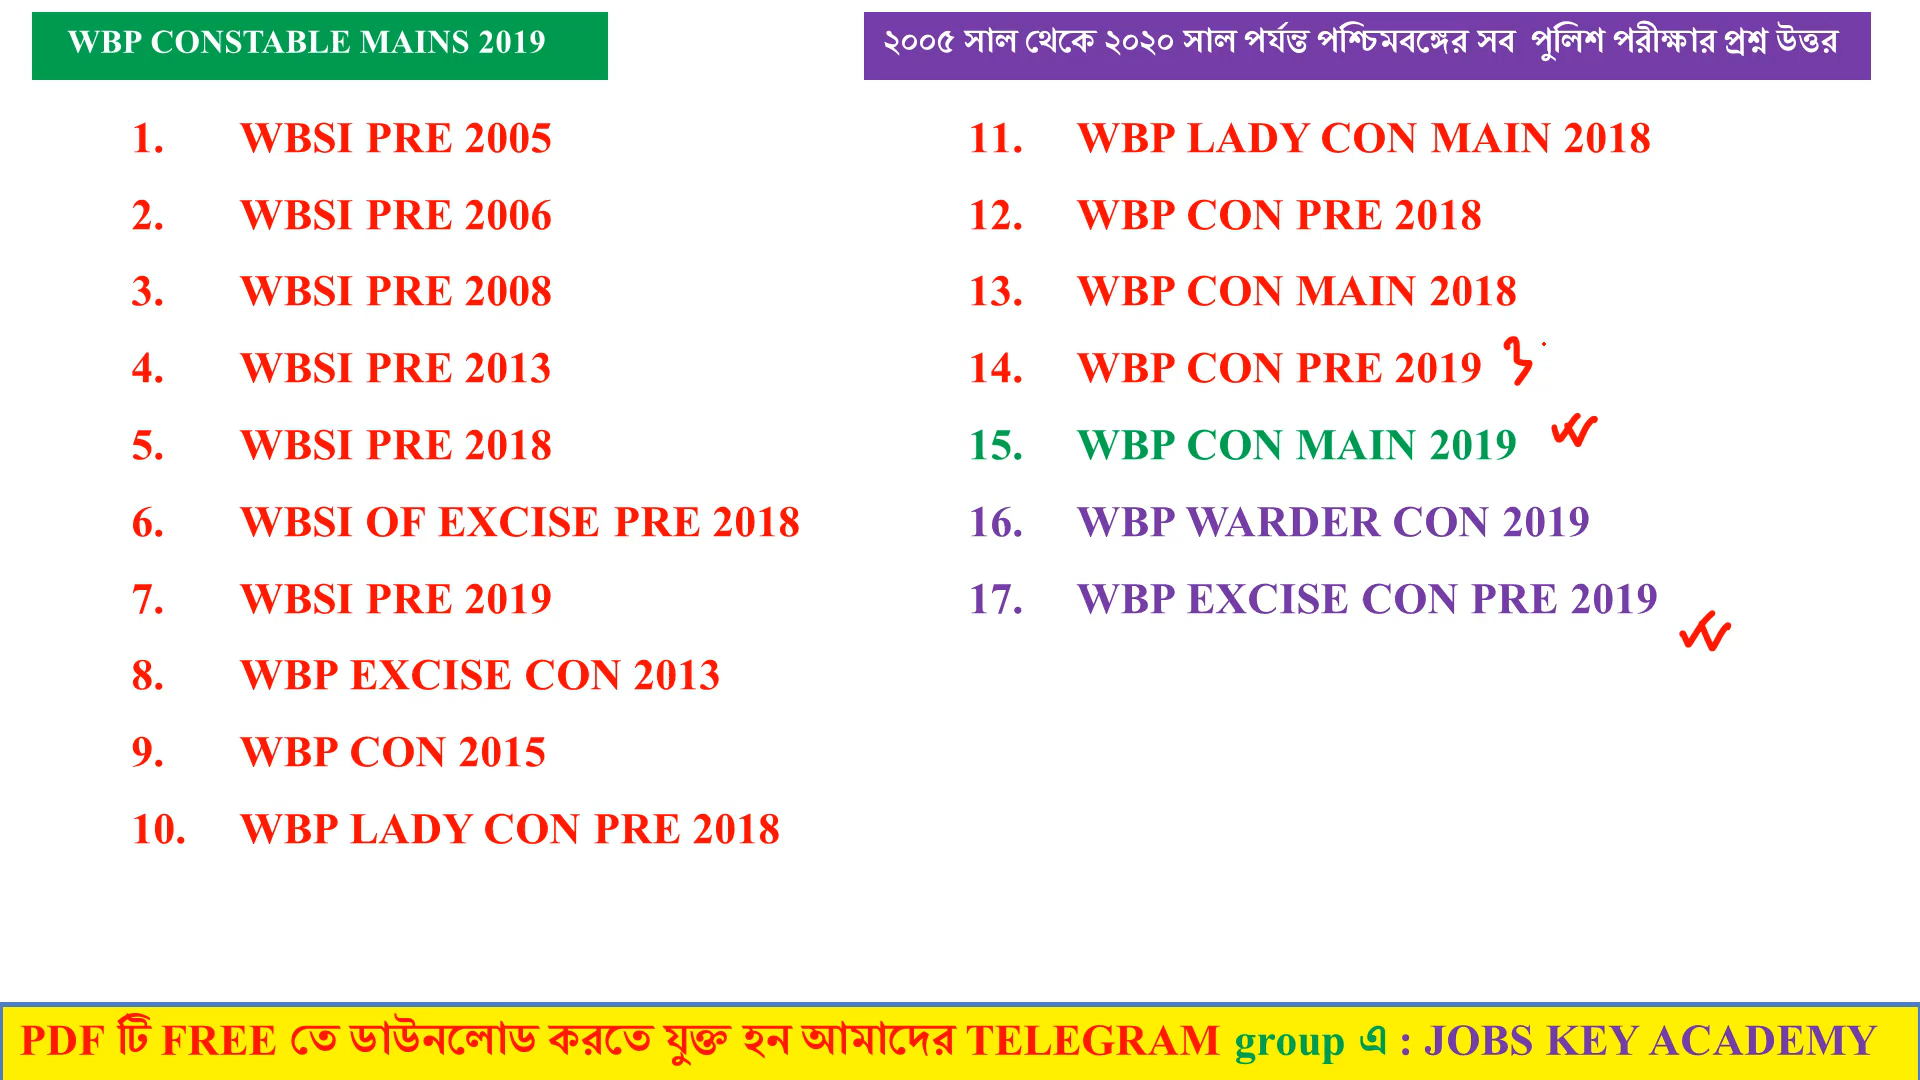 WBP CONSTABLE MAINS 2019
২০০৫ সাল থেকে ২০২০ সাল পর্যন্ত পশ্চিমবঙ্গের সব পুলিশ পরীক্ষার প্রশ্ন উত্তর
1. WBSI PRE 2005
2. WBSI PRE 2006
3. WBSI PRE 2008
4. WBSI PRE 2013
5. WBSI PRE 2018
6. WBSI OF EXCISE PRE 2018
7. WBSI PRE 2019
8. WBP EXCISE CON 2013
9. WBP CON 2015
10. WBP LADY CON PRE 2018
11. WBP LADY CON MAIN 2018
12. WBP CON PRE 2018
13. WBP CON MAIN 2018
14. WBP CON PRE 2019
15. WBP CON MAIN 2019
16. WBP WARDER CON 2019
17. WBP EXCISE CON PRE 2019
PDF টি FREE তে ডাউনলোড করতে যুক্ত হন আমাদের TELEGRAM group এ : JOBS KEY ACADEMY